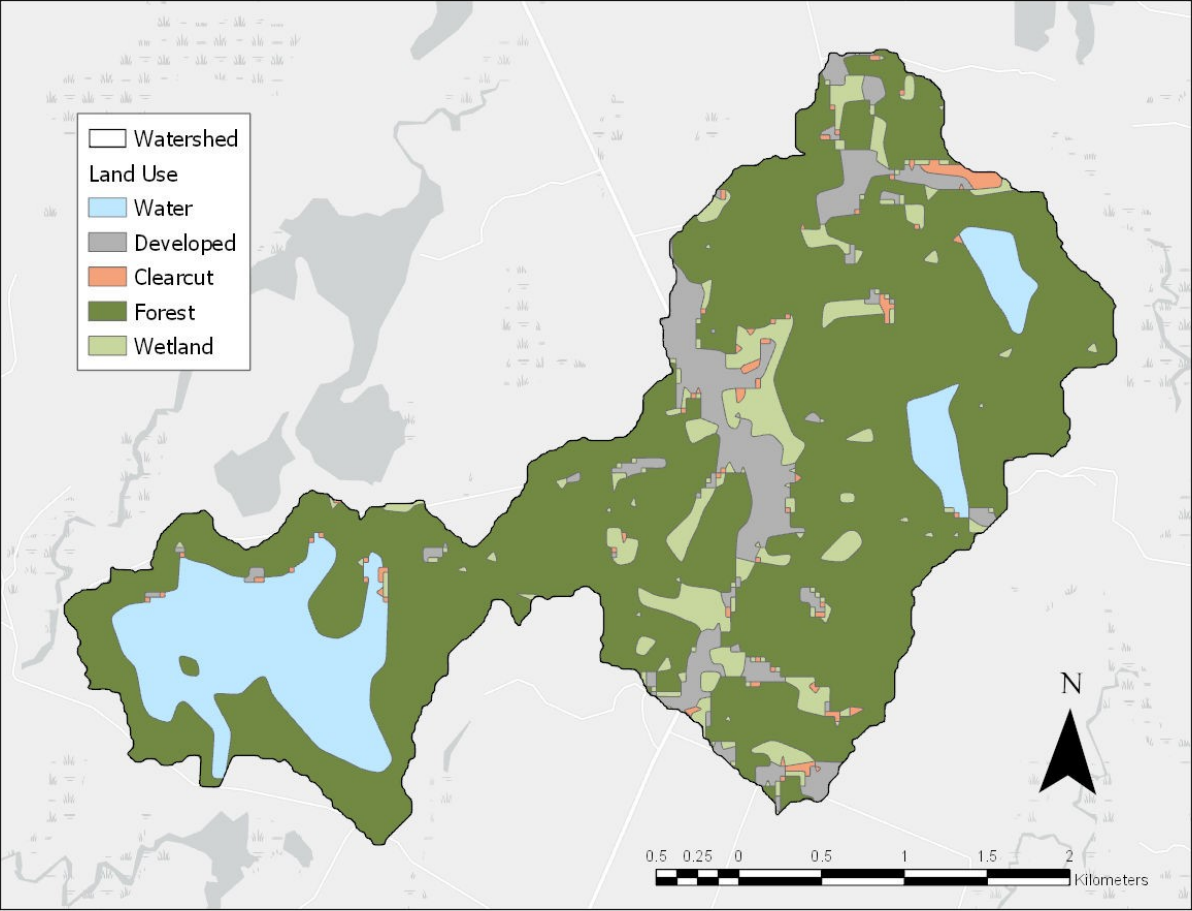 Watershed
Land Use
Water
Developed
Clearcut
Forest
Wetland
N
0.5 0.25 0 0.5 1 1.5 2
Kilometers